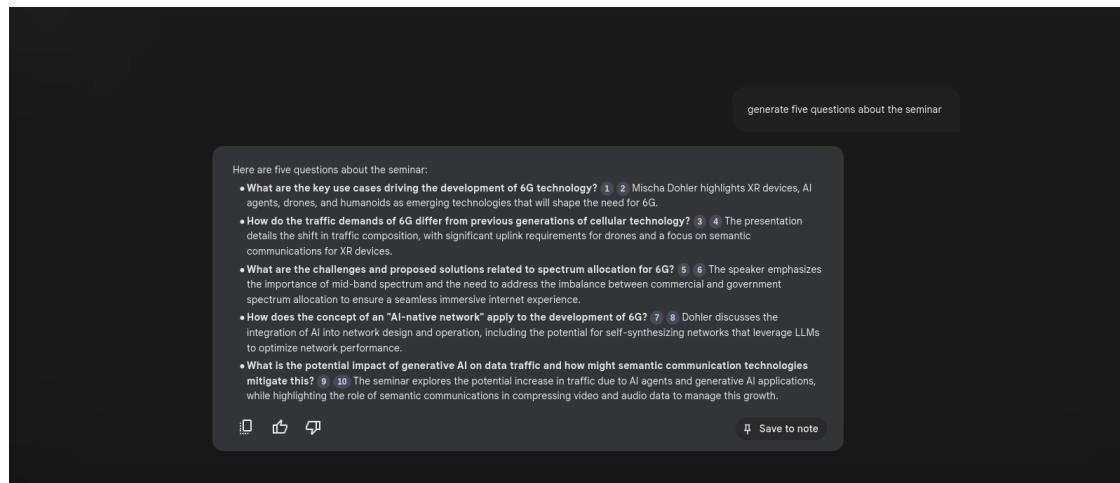 generate five questions about the seminar
Here are five questions about the seminar:
• What are the key use cases driving the development of 6G technology? 1 2 Mischa Dohler highlights XR devices, AI
agents, drones, and humanoids as emerging technologies that will shape the need for 6G.
• How do the traffic demands of 6G differ from previous generations of cellular technology? 3 4 The presentation
details the shift in traffic composition, with significant uplink requirements for drones and a focus on semantic
communications for XR devices.
• What are the challenges and proposed solutions related to spectrum allocation for 6G? 5 6 The speaker emphasizes
the importance of mid-band spectrum and the need to address the imbalance between commercial and government
spectrum allocation to ensure a seamless immersive internet experience.
• How does the concept of an "AI-native network" apply to the development of 6G? 7 8 Dohler discusses the
integration of AI into network design and operation, including the potential for self-synthesizing networks that leverage LLMs
to optimize network performance.
• What is the potential impact of generative AI on data traffic and how might semantic communication technologies
mitigate this? 9 10 The seminar explores the potential increase in traffic due to AI agents and generative AI applications,
while highlighting the role of semantic communications in compressing video and audio data to manage this growth.
Save to note